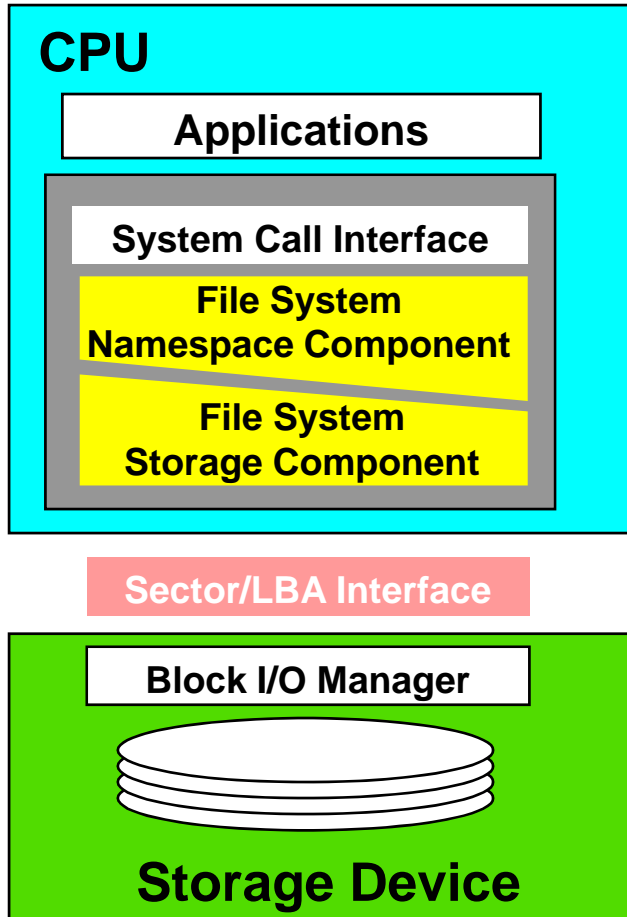 CPU
Applications
System Call Interface
File System
Namespace Component
File System
Storage Component
Sector/LBA Interface
Block I/O Manager
Storage Device